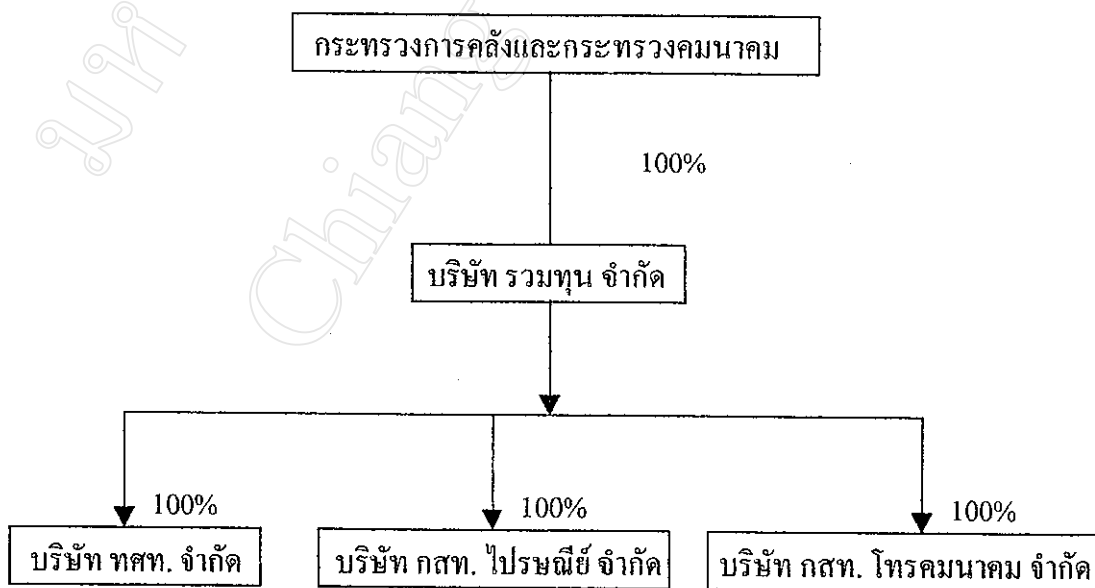 กระทรวงการคลังและกระทรวงคมนาคม
100%
บริษัท รวมทุน จำกัด
100%
100%
100%
บริษัท ทศท. จำกัด
บริษัท กสท. ไปรษณีย์ จำกัด
บริษัท กสท. โทรคมนาคม จำกัด
Chiang